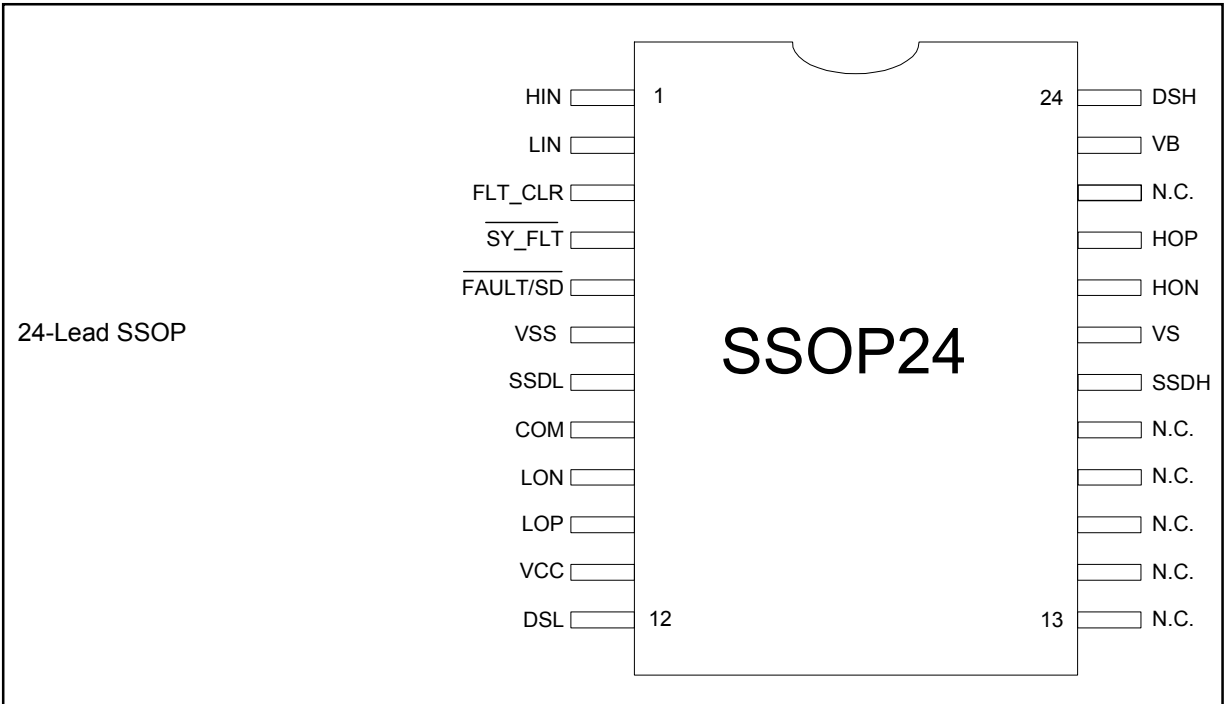 HIN 1 24 DSH
LIN VB
FLT_CLR N.C.
SY_FLT HOP
FAULT/SD HON
24-Lead SSOP VSS SSOP24 VS
SSDL SSDH
COM N.C.
LON N.C.
LOP N.C.
VCC N.C.
DSL 12 13 N.C.